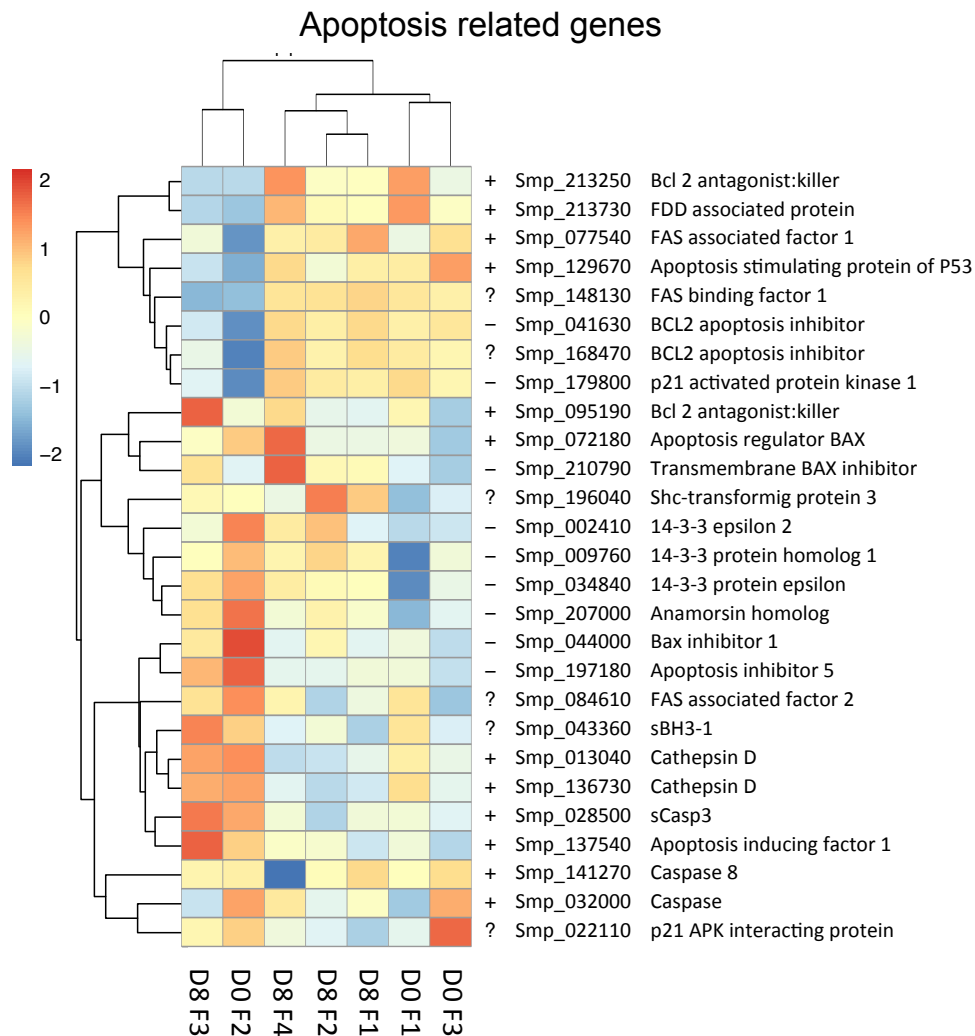 Apoptosis related genes
2
1
0
−1
−2
+ Smp_213250 Bcl 2 antagonist:killer
+ Smp_213730 FDD associated protein
+ Smp_077540 FAS associated factor 1
+ Smp_129670 Apoptosis stimulating protein of P53
? Smp_148130 FAS binding factor 1
− Smp_041630 BCL2 apoptosis inhibitor
? Smp_168470 BCL2 apoptosis inhibitor
− Smp_179800 p21 activated protein kinase 1
+ Smp_095190 Bcl 2 antagonist:killer
+ Smp_072180 Apoptosis regulator BAX
− Smp_210790 Transmembrane BAX inhibitor
? Smp_196040 Shc-transformig protein 3
− Smp_002410 14-3-3 epsilon 2
− Smp_009760 14-3-3 protein homolog 1
− Smp_034840 14-3-3 protein epsilon
− Smp_207000 Anamorsin homolog
− Smp_044000 Bax inhibitor 1
− Smp_197180 Apoptosis inhibitor 5
? Smp_084610 FAS associated factor 2
? Smp_043360 sBH3-1
+ Smp_013040 Cathepsin D
+ Smp_136730 Cathepsin D
+ Smp_028500 sCasp3
+ Smp_137540 Apoptosis inducing factor 1
+ Smp_141270 Caspase 8
+ Smp_032000 Caspase
? Smp_022110 p21 APK interacting protein
D8 F3
D0 F2
D8 F4
D8 F2
D8 F1
D0 F1
D0 F3